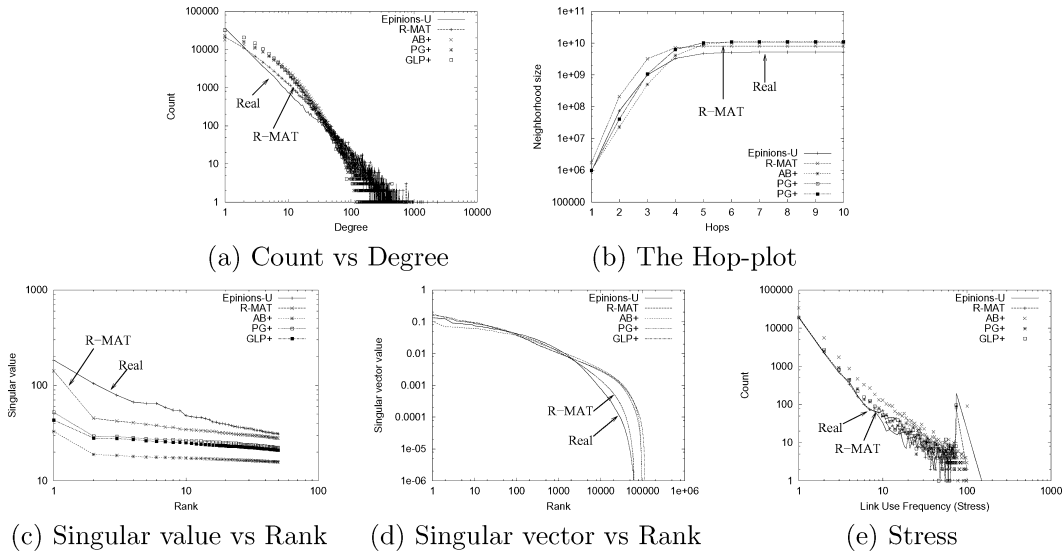 100000
10000
1000
100
10
1
1
10
100
1000
10000
Count
Degree
Epinions-U
R-MAT
AB+
PG+
GLP+
Real
R-MAT
(a) Count vs Degree
1e+11
1e+10
1e+09
1e+08
1e+07
1e+06
100000
1 2 3 4 5 6 7 8 9 10
Neighborhood size
Hops
Real
R-MAT
Epinions-U
R-MAT
AB+
PG+
PG+
(b) The Hop-plot
1000
100
10
1
10
100
Singular value
Rank
Epinions-U
R-MAT
AB+
PG+
GLP+
R-MAT
Real
(c) Singular value vs Rank
1
0.1
0.01
0.001
0.0001
1e-05
1e-06
1 10 100 1000 10000 100000 1e+06
Singular vector value
Rank
Epinions-U
R-MAT
AB+
PG+
GLP+
R-MAT
Real
(d) Singular vector vs Rank
100000
10000
1000
100
10
1
1
10
100
1000
Count
Link Use Frequency (Stress)
Epinions-U
R-MAT
AB+
PG+
GLP+
Real
R-MAT
(e) Stress